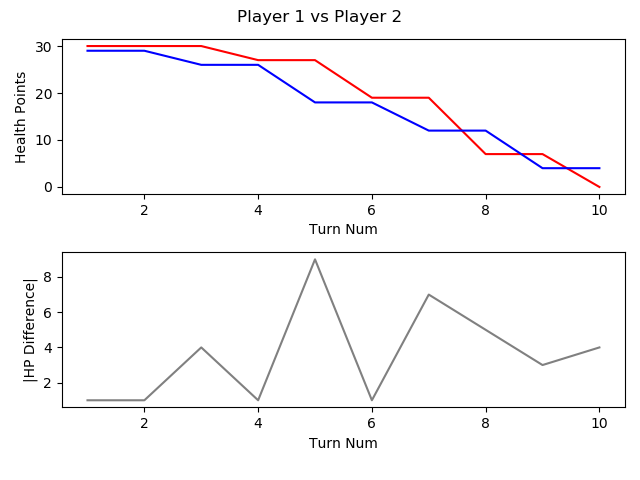 Player 1 vs Player 2
30
20
10
0
Health Points
2 4 6 8 10
Turn Num
8
6
4
2
|HP Difference|
2 4 6 8 10
Turn Num